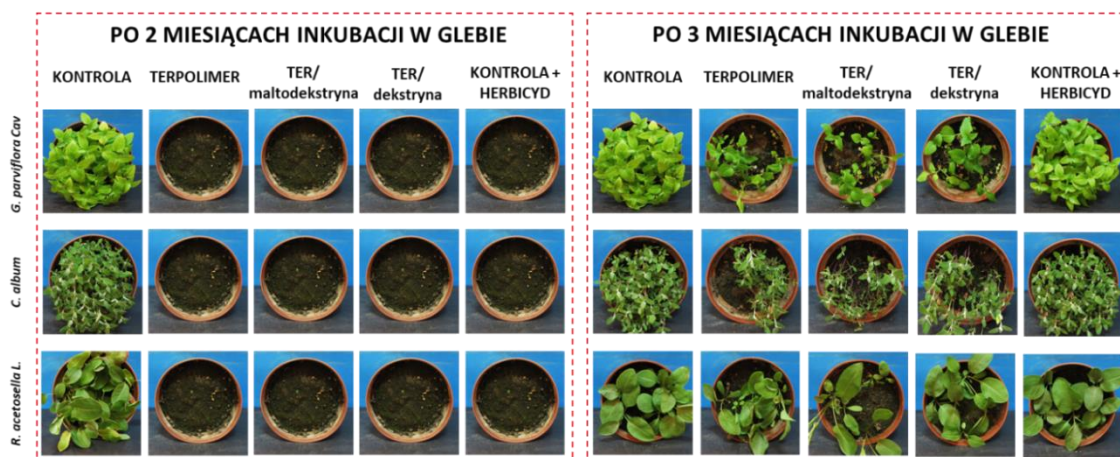 PO 2 MIESIĄCACH INKUBACJI W GLEBIE
KONTROLA
TERPOLIMER
TER/
maltodekstryna
TER/
dekstryna
KONTROLA +
HERBICYD
G. parviflora Cav
C. album
R. acetosella L.
PO 3 MIESIĄCACH INKUBACJI W GLEBIE
KONTROLA
TERPOLIMER
TER/
maltodekstryna
TER/
dekstryna
KONTROLA +
HERBICYD